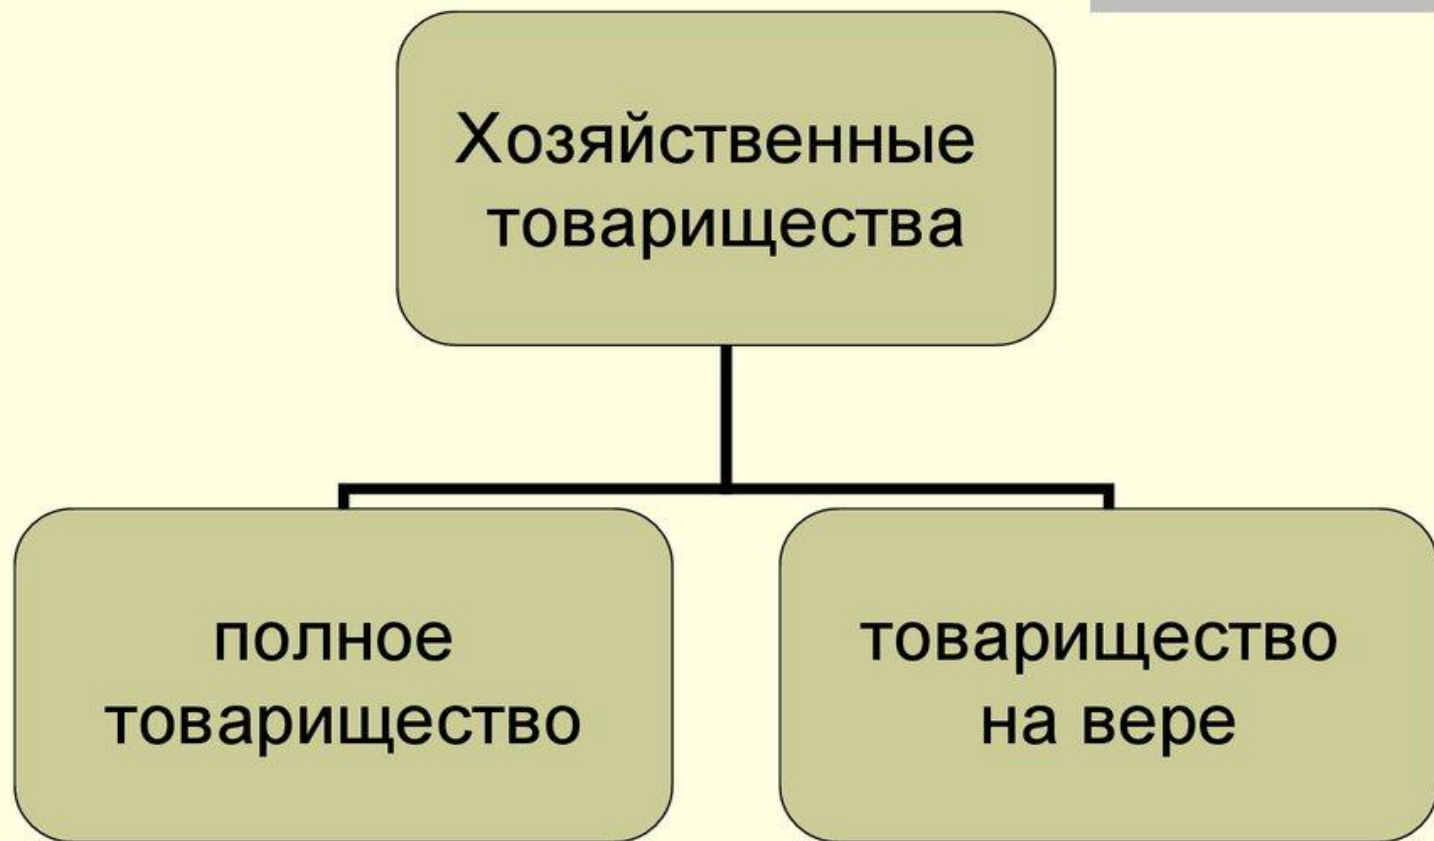 Хозяйственные
товарищества
полное
товарищество
товарищество
на вере